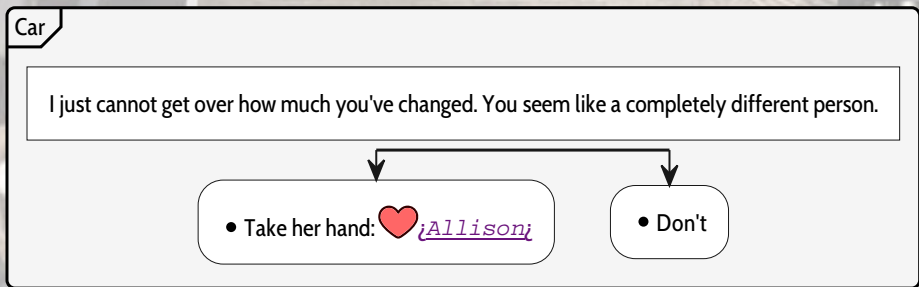 Car
I just cannot get over how much you've changed. You seem like a completely different person.
• Take her hand: ❤¿Allison¿
• Don't